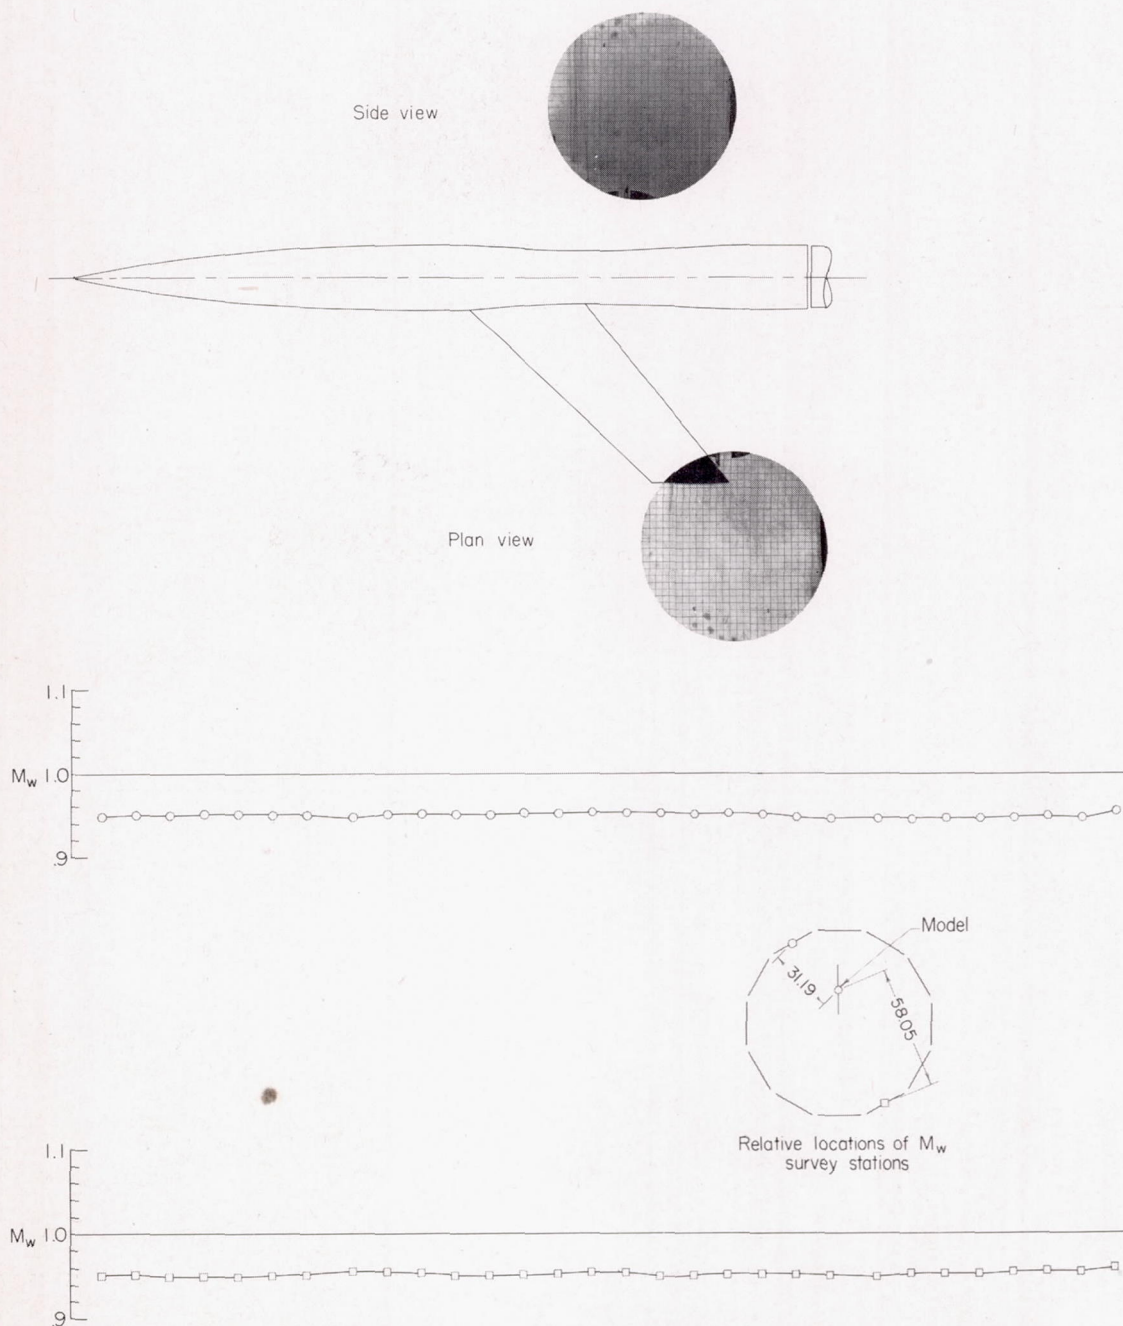 Side view
Plan view
1.1
M_w 1.0
.9
Model
31.19
58.05
Relative locations of M_w
survey stations
1.1
M_w 1.0
.9